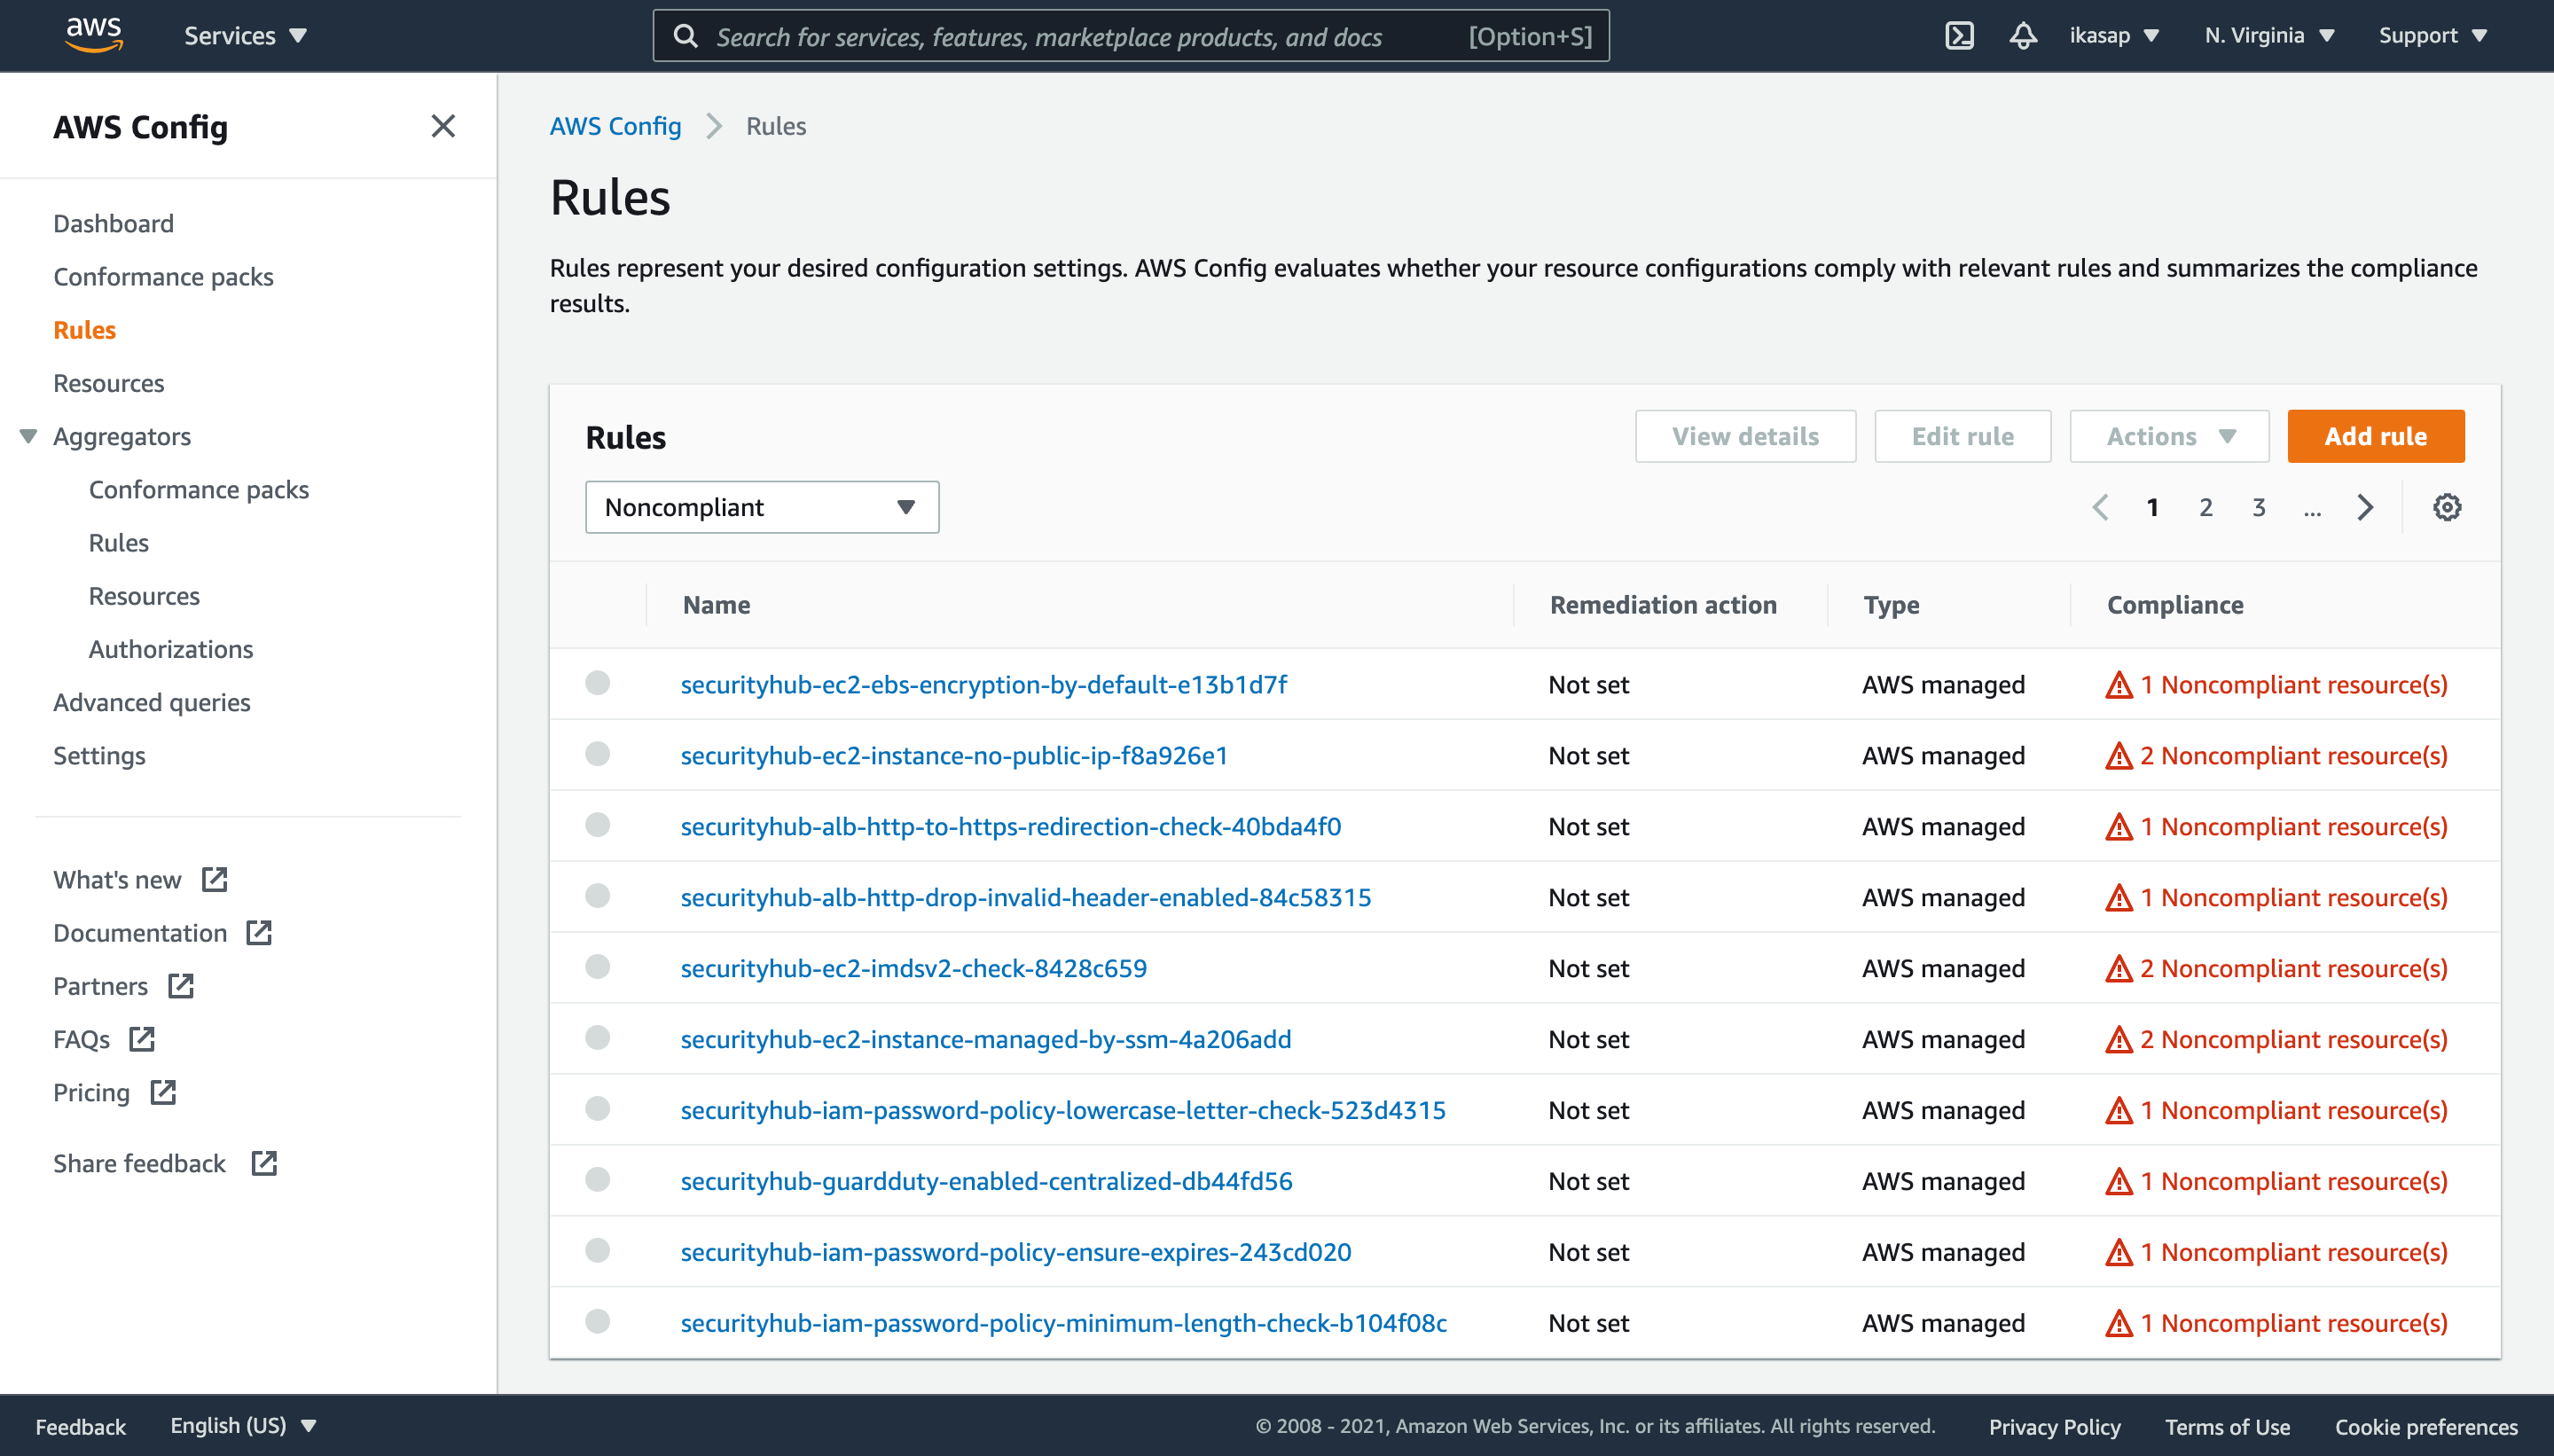 aws
Services
Search for services, features, marketplace products, and docs
[Option+S]
ikasap
N. Virginia
Support
AWS Config
Dashboard
Conformance packs
Rules
Resources
Aggregators
Conformance packs
Rules
Resources
Authorizations
Advanced queries
Settings
What's new
Documentation
Partners
FAQs
Pricing
Share feedback
AWS Config
Rules
Rules
Rules represent your desired configuration settings. AWS Config evaluates whether your resource configurations comply with relevant rules and summarizes the compliance
results.
Rules
View details
Edit rule
Actions
Add rule
Noncompliant
1 2 3 ...
Name Remediation action Type Compliance
securityhub-ec2-ebs-encryption-by-default-e13b1d7f Not set AWS managed 1 Noncompliant resource(s)
securityhub-ec2-instance-no-public-ip-f8a926e1 Not set AWS managed 2 Noncompliant resource(s)
securityhub-alb-http-to-https-redirection-check-40bda4f0 Not set AWS managed 1 Noncompliant resource(s)
securityhub-alb-http-drop-invalid-header-enabled-84c58315 Not set AWS managed 1 Noncompliant resource(s)
securityhub-ec2-imdsv2-check-8428c659 Not set AWS managed 2 Noncompliant resource(s)
securityhub-ec2-instance-managed-by-ssm-4a206add Not set AWS managed 2 Noncompliant resource(s)
securityhub-iam-password-policy-lowercase-letter-check-523d4315 Not set AWS managed 1 Noncompliant resource(s)
securityhub-guardduty-enabled-centralized-db44fd56 Not set AWS managed 1 Noncompliant resource(s)
securityhub-iam-password-policy-ensure-expires-243cd020 Not set AWS managed 1 Noncompliant resource(s)
securityhub-iam-password-policy-minimum-length-check-b104f08c Not set AWS managed 1 Noncompliant resource(s)
Feedback
English (US)
© 2008 - 2021, Amazon Web Services, Inc. or its affiliates. All rights reserved.
Privacy Policy
Terms of Use
Cookie preferences